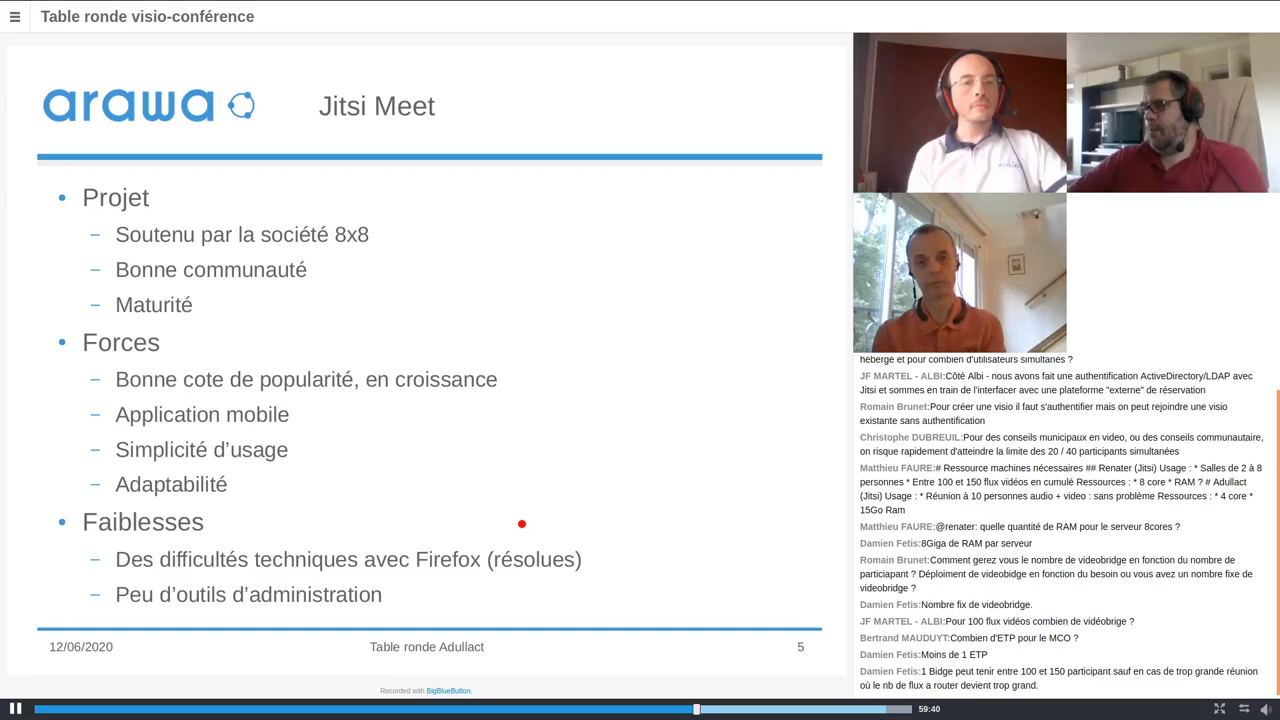 Table ronde visio-conférence
arawa
Jitsi Meet
• Projet
– Soutenu par la société 8x8
– Bonne communauté
– Maturité
• Forces
– Bonne cote de popularité, en croissance
– Application mobile
– Simplicité d’usage
– Adaptabilité
• Faiblesses
– Des difficultés techniques avec Firefox (résolues)
– Peu d’outils d’administration
12/06/2020
Table ronde Adullact
5
Recorded with BigBlueButton.
hébergé et pour combien d'utilisateurs simultanés ?
JF MARTEL - ALBI:Côté Albi - nous avons fait une authentification ActiveDirectory/LDAP avec
Jitsi et sommes en train de l'interfacer avec une plateforme "externe" de réservation
Romain Brunet:Pour créer une visio il faut s'authentifier mais on peut rejoindre une visio
existante sans authentification
Christophe DUBREUIL:Pour des conseils municipaux en video, ou des conseils communautaire,
on risque rapidement d'atteindre la limite des 20 / 40 participants simultanées
Matthieu FAURE:# Ressource machines nécessaires ## Renater (Jitsi) Usage : * Salles de 2 à 8
personnes * Entre 100 et 150 flux vidéos en cumulé Ressources : * 8 core * RAM ? # Adullact
(Jitsi) Usage : * Réunion à 10 personnes audio + video : sans problème Ressources : * 4 core *
15Go Ram
Matthieu FAURE:@renater: quelle quantité de RAM pour le serveur 8cores ?
Damien Fetis:8Giga de RAM par serveur
Romain Brunet:Comment gerez vous le nombre de videobridge en fonction du nombre de
particiapant ? Déploiment de videobidge en fonction du besoin ou vous avez un nombre fixe de
videobridge ?
Damien Fetis:Nombre fix de videobridge.
JF MARTEL - ALBI:Pour 100 flux vidéos combien de vidéobrige ?
Bertrand MAUDUYT:Combien d'ETP pour le MCO ?
Damien Fetis:Moins de 1 ETP
Damien Fetis:1 Bidge peut tenir entre 100 et 150 participant sauf en cas de trop grande réunion
où le nb de flux a router devient trop grand.
59:40